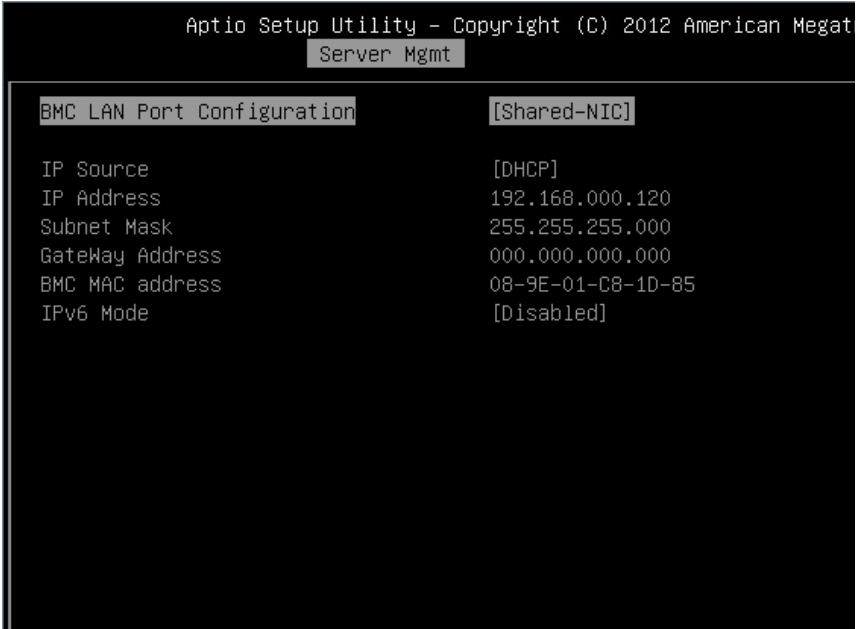 Aptio Setup Utility – Copyright (C) 2012 American
Server Mgmt
BMC LAN Port Configuration [Shared-NIC]
IP Source [DHCP]
IP Address 192.168.000.120
Subnet Mask 255.255.255.000
GateWay Address 000.000.000.000
BMC MAC address 08-9E-01-C8-1D-85
IPv6 Mode [Disabled]